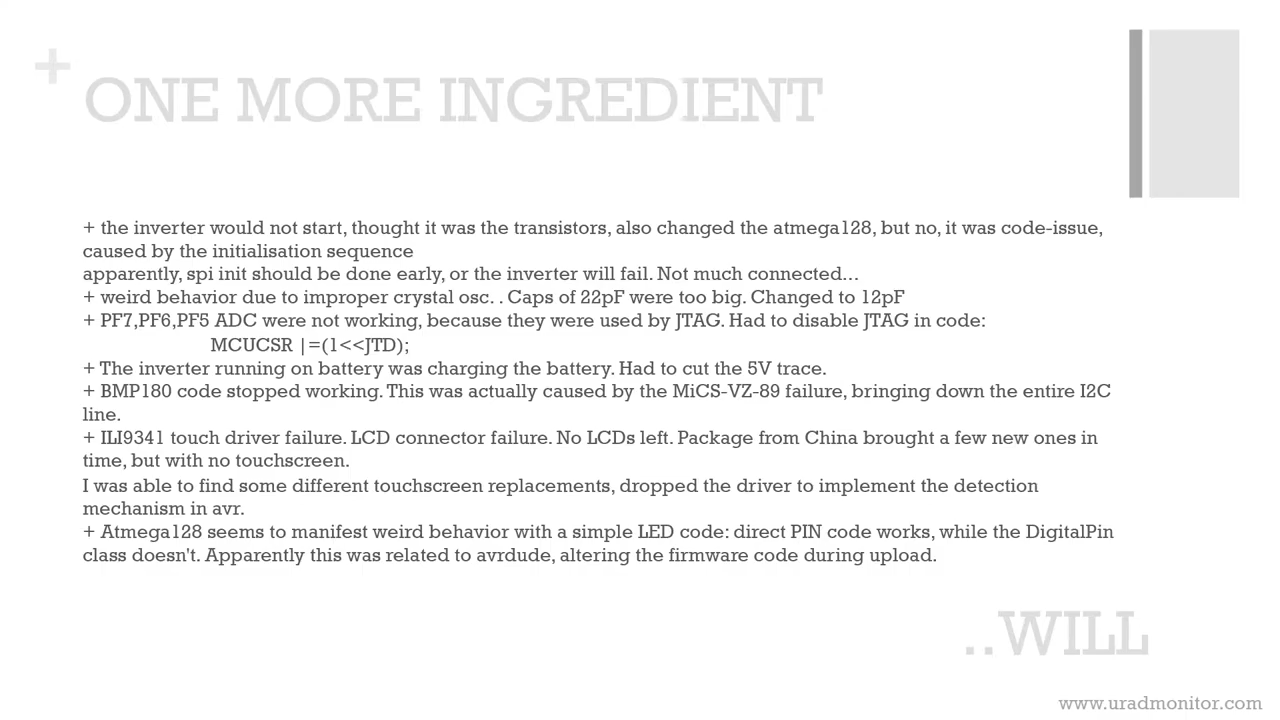 +
ONE MORE INGREDIENT
+ the inverter would not start, thought it was the transistors, also changed the atmega128, but no, it was code-issue,
caused by the initialisation sequence
apparently, spi init should be done early, or the inverter will fail. Not much connected...
+ weird behavior due to improper crystal osc. . Caps of 22pF were too big. Changed to 12pF
+ PF7,PF6,PF5 ADC were not working, because they were used by JTAG. Had to disable JTAG in code:
MCUCSR |=(1<<JTD);
+ The inverter running on battery was charging the battery. Had to cut the 5V trace.
+ BMP180 code stopped working. This was actually caused by the MiCS-VZ-89 failure, bringing down the entire I2C
line.
+ ILI9341 touch driver failure. LCD connector failure. No LCDs left. Package from China brought a few new ones in
time, but with no touchscreen.
I was able to find some different touchscreen replacements, dropped the driver to implement the detection
mechanism in avr.
+ Atmega128 seems to manifest weird behavior with a simple LED code: direct PIN code works, while the DigitalPin
class doesn't. Apparently this was related to avrdude, altering the firmware code during upload.
..WILL
www.uradmonitor.com